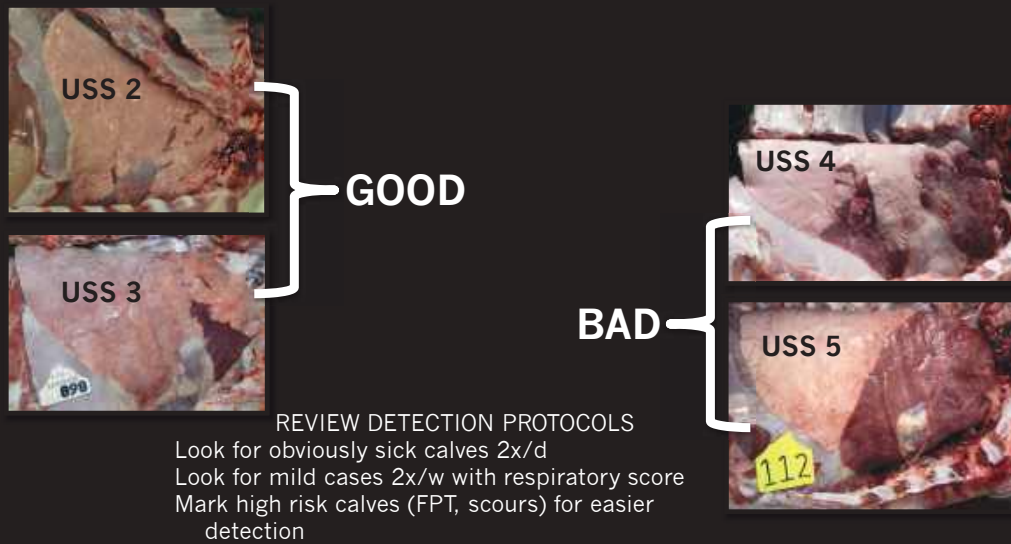 USS 2
GOOD
USS 3
898
USS 4
BAD
USS 5
112
REVIEW DETECTION PROTOCOLS
Look for obviously sick calves 2x/d
Look for mild cases 2x/w with respiratory score
Mark high risk calves (FPT, scours) for easier
detection